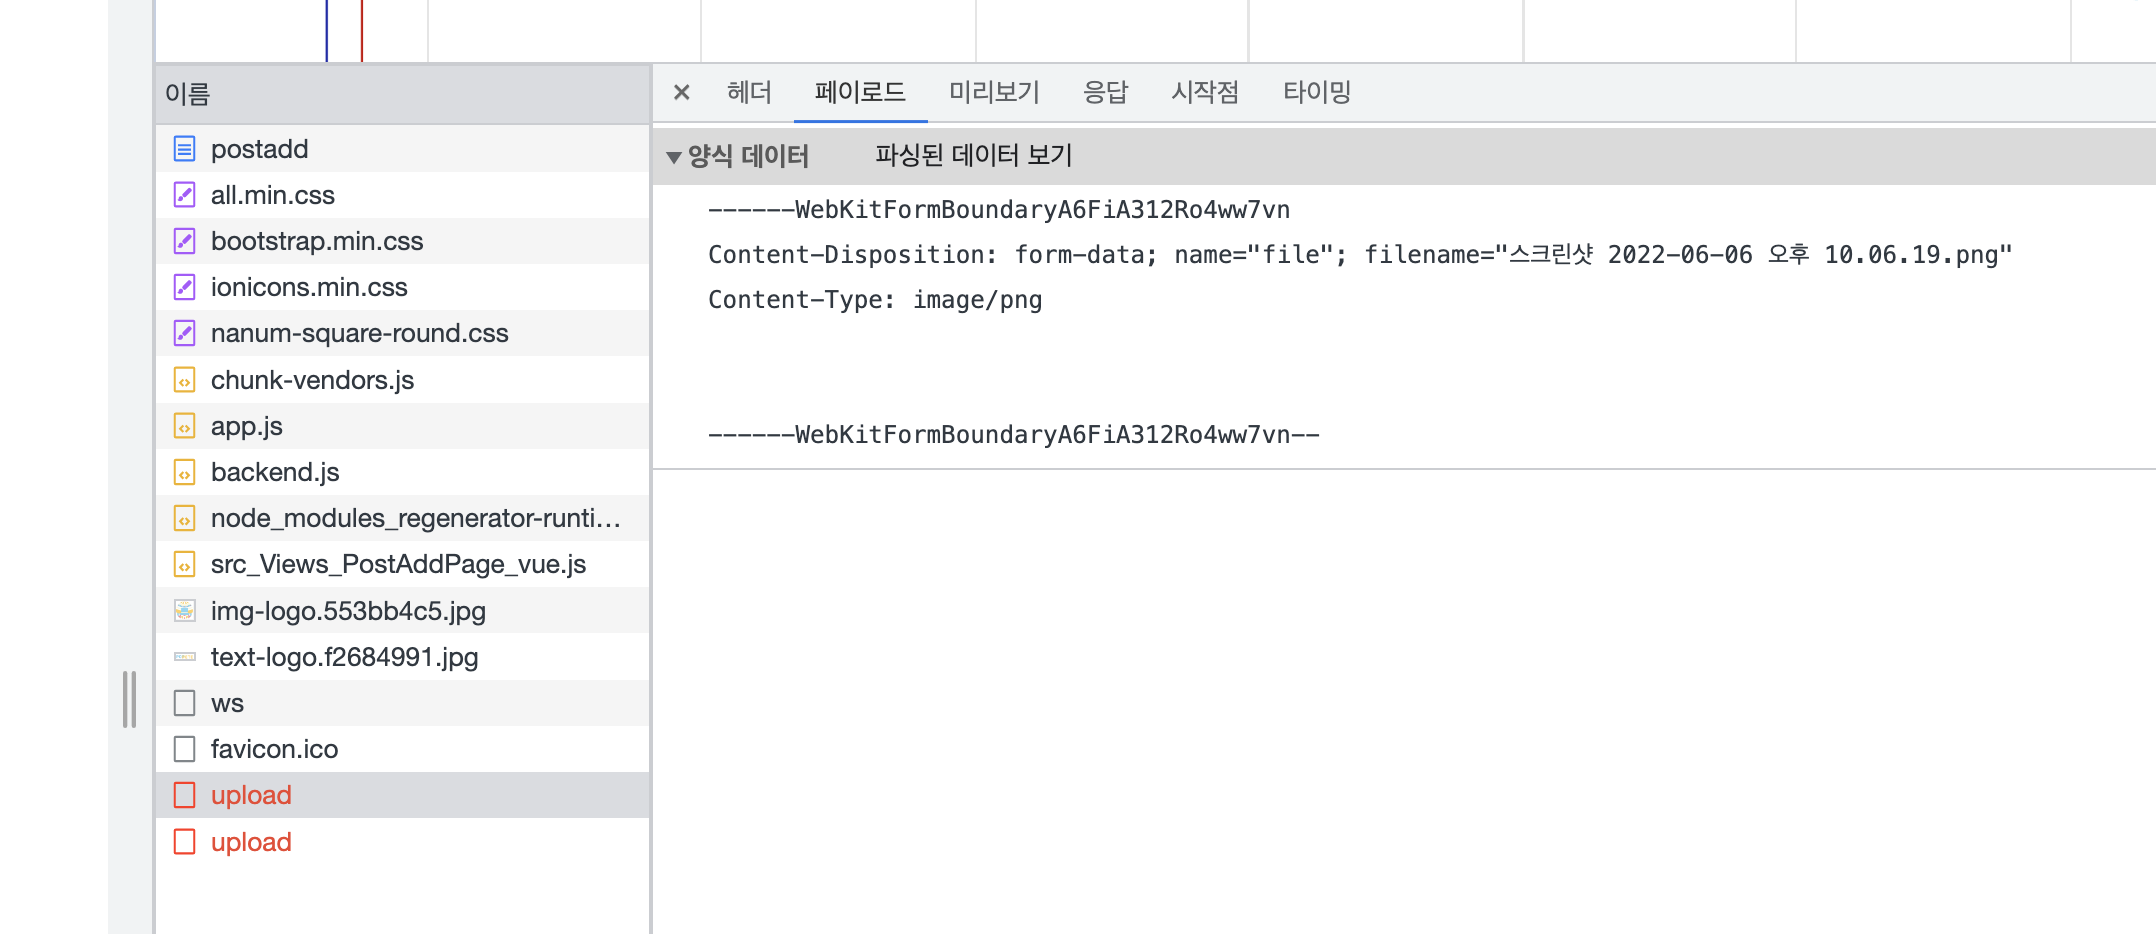 이름
postadd
all.min.css
bootstrap.min.css
ionicons.min.css
nanum-square-round.css
chunk-vendors.js
app.js
backend.js
node_modules_regenerator-runti…
src_Views_PostAddPage_vue.js
img-logo.553bb4c5.jpg
text-logo.f2684991.jpg
ws
favicon.ico
upload
upload
× 헤더 페이로드 미리보기 응답 시작점 타이밍
▼ 양식 데이터 파싱된 데이터 보기
------WebKitFormBoundaryA6FiA312Ro4ww7vn
Content-Disposition: form-data; name="file"; filename="스크린샷 2022-06-06 오후 10.06.19.png"
Content-Type: image/png
------WebKitFormBoundaryA6FiA312Ro4ww7vn--